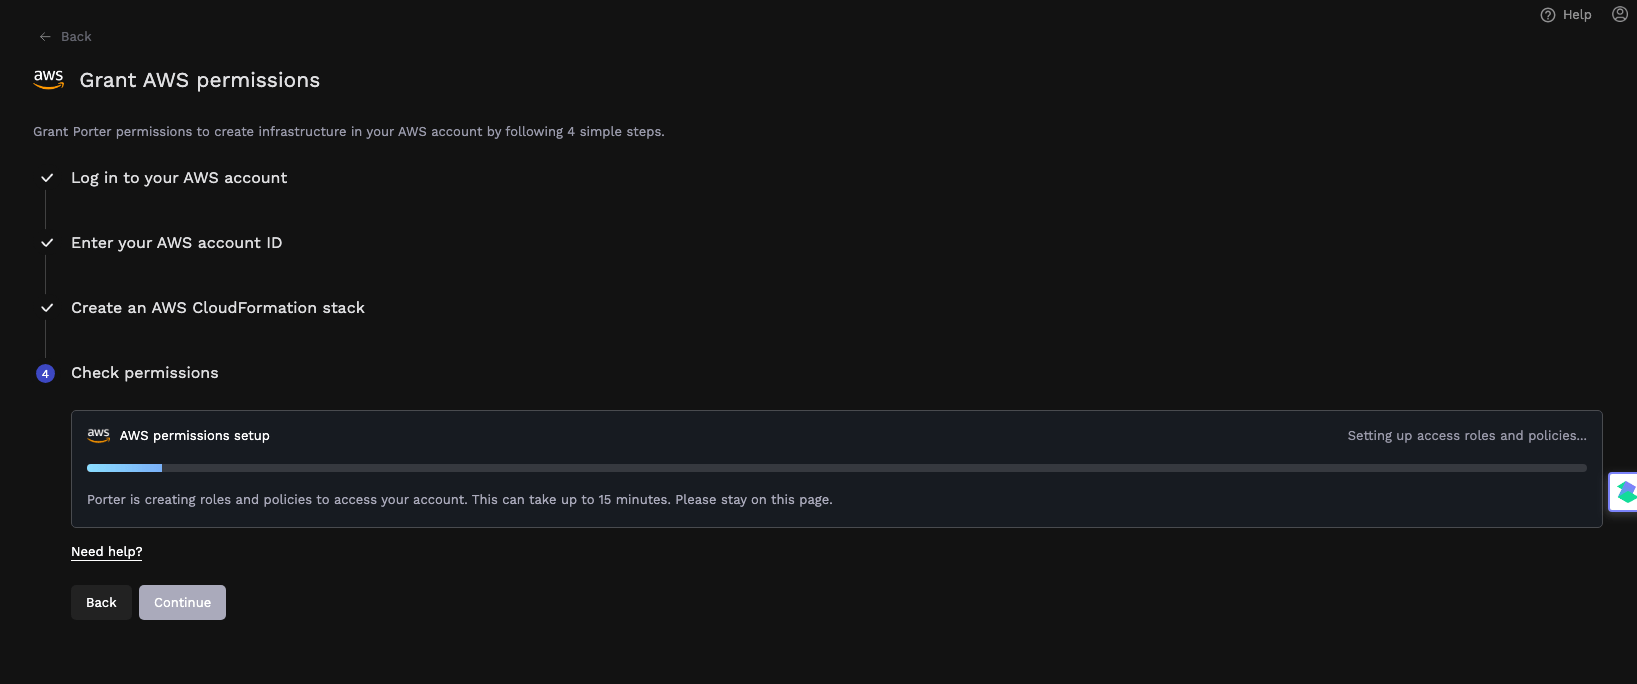 Help
Back
aws
Grant AWS permissions
Grant Porter permissions to create infrastructure in your AWS account by following 4 simple steps.
Log in to your AWS account
Enter your AWS account ID
Create an AWS CloudFormation stack
4
Check permissions
aws
AWS permissions setup
Setting up access roles and policies...
Porter is creating roles and policies to access your account. This can take up to 15 minutes. Please stay on this page.
Need help?
Back
Continue